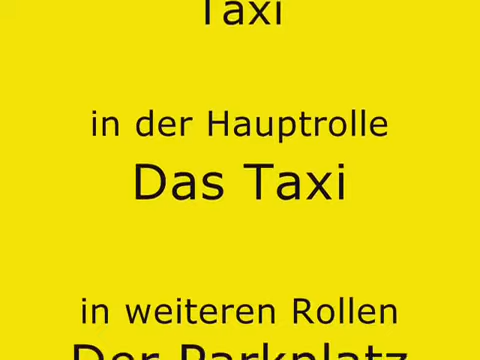 Taxi
in der Hauptrolle
Das Taxi
in weiteren Rollen
Der Parkplatz